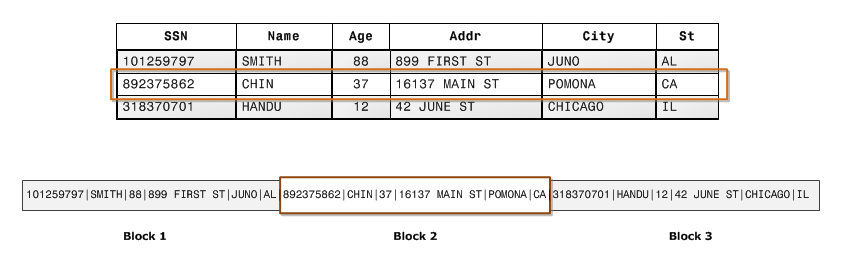 SSN Name Age Addr City St
101259797 SMITH 88 899 FIRST ST JUNO AL
892375862 CHIN 37 16137 MAIN ST POMONA CA
318370701 HANDU 12 42 JUNE ST CHICAGO IL
101259797|SMITH|88|899 FIRST ST|JUNO|AL 892375862|CHIN|37|16137 MAIN ST|POMONA|CA 318370701|HANDU|12|42 JUNE ST|CHICAGO|IL
Block 1 Block 2 Block 3